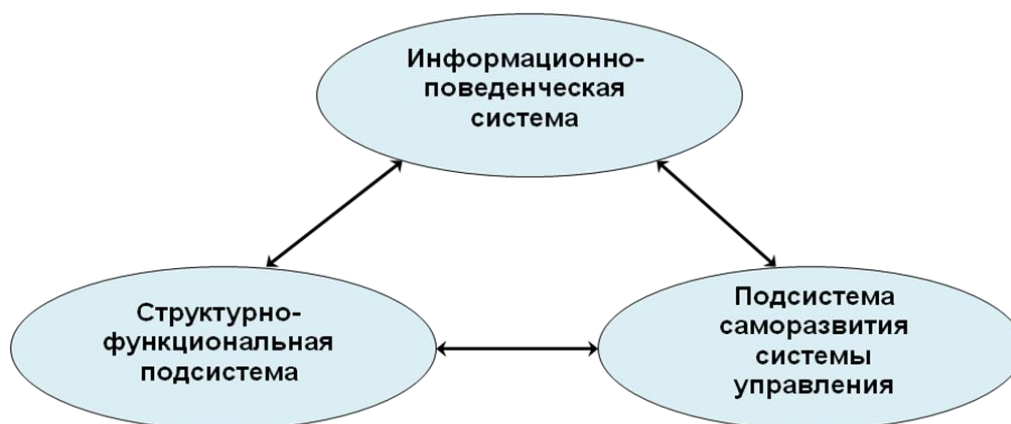 Информационно-
поведенческая
система
Структурно-
функциональная
подсистема
Подсистема
саморазвития
системы
управления